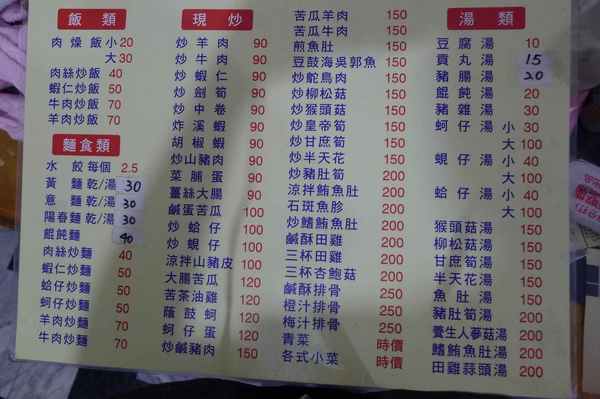 飯類
肉燥飯小 20
大 30
肉絲炒飯 40
蝦仁炒飯 50
牛肉炒飯 70
羊肉炒飯 70
麵食類
水餃每個 2.5
黃麵乾/湯 30
意麵乾/湯 30
陽春麵乾/湯 30
餛飩麵 40
肉絲炒麵 40
蝦仁炒麵 50
蛤仔炒麵 50
蚵仔炒麵 50
羊肉炒麵 70
牛肉炒麵 70
現炒
炒羊肉 90
炒牛肉 90
炒蝦仁 90
炒劍筍 90
炒中卷 90
炸溪蝦 90
胡椒蝦 90
炒山豬肉 90
菜脯蛋 90
薑絲大腸 90
鹹蛋苦瓜 100
炒蛤仔 100
炒蜆仔 100
涼拌山豬皮 100
大腸苦瓜 120
苦茶油雞 120
蔭鼓蚵 120
蚵仔蛋 120
炒鹹豬肉 150
苦瓜羊肉 150
苦瓜牛肉 150
煎魚肚 150
豆鼓海吳郭魚 150
炒鴕鳥肉 150
炒柳松菇 150
炒猴頭菇 150
炒皇帝筍 150
炒甘蔗筍 150
炒半天花 150
炒豬肚筍 150
涼拌鮪魚肚 150
石斑魚胗 200
炒鰭鮪魚肚 200
鹹酥田雞 200
三杯田雞 200
三杯杏鮑菇 200
鹹酥排骨 250
橙汁排骨 250
梅汁排骨 250
青菜 時價
各式小菜 時價
湯類
豆腐湯 10
貢丸湯 15
豬腸湯 20
餛飩湯 20
豬雜湯 30
蚵仔湯小 30
大 100
蜆仔湯小 40
大 100
蛤仔湯小 40
大 100
猴頭菇湯 150
柳松菇湯 150
甘蔗筍湯 150
半天花湯 150
魚肚湯 150
豬肚筍湯 200
養生人蔘菇湯 200
鰭鮪魚肚湯 200
田雞蒜頭湯 200